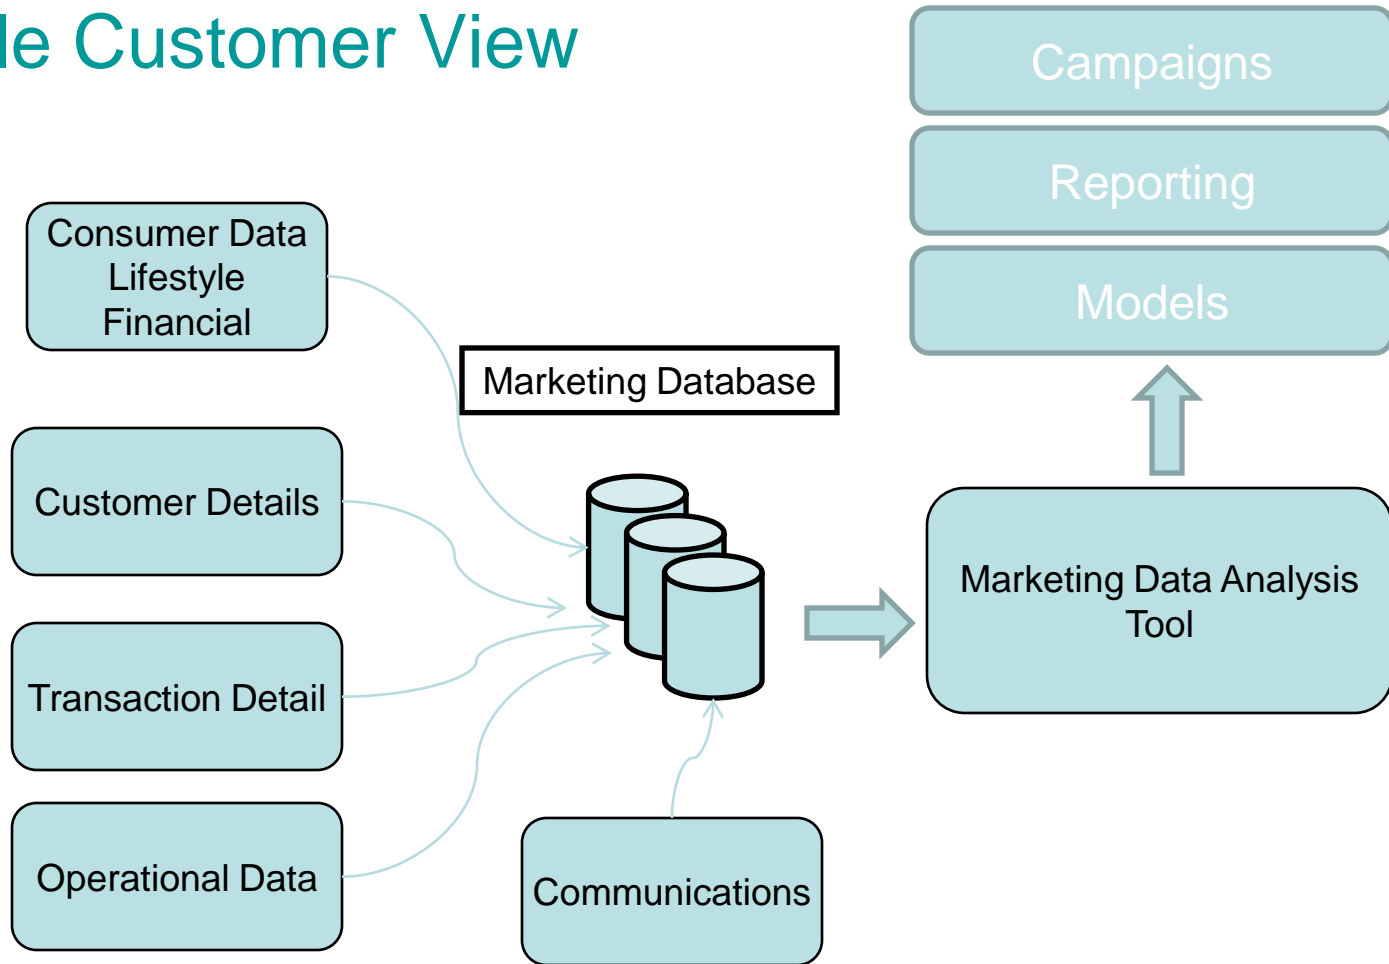 le Customer View
Campaigns
Reporting
Models
Consumer Data
Lifestyle
Financial
Marketing Database
Customer Details
Marketing Data Analysis
Tool
Transaction Detail
Operational Data
Communications